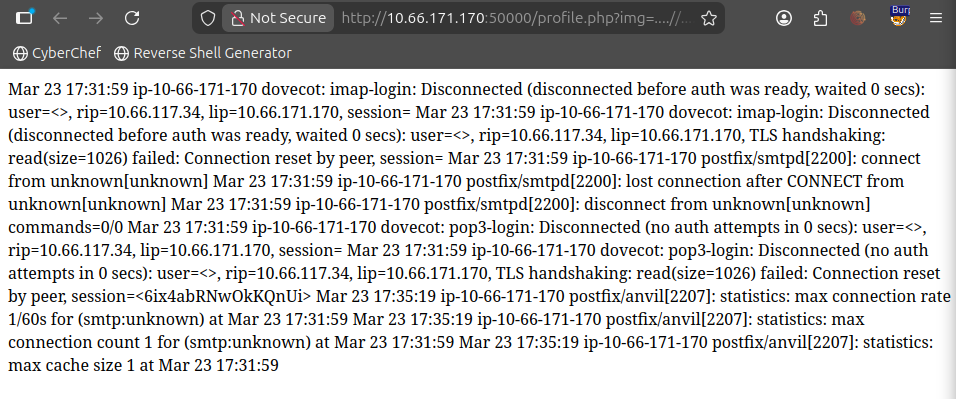 Not Secure http://10.66.171.170:50000/profile.php?img=....//...
Burp
CyberChef Reverse Shell Generator
Mar 23 17:31:59 ip-10-66-171-170 dovecot: imap-login: Disconnected (disconnected before auth was ready, waited 0 secs):
user=<>, rip=10.66.117.34, lip=10.66.171.170, session= Mar 23 17:31:59 ip-10-66-171-170 dovecot: imap-login: Disconnected
(disconnected before auth was ready, waited 0 secs): user=<>, rip=10.66.117.34, lip=10.66.171.170, TLS handshaking:
read(size=1026) failed: Connection reset by peer, session= Mar 23 17:31:59 ip-10-66-171-170 postfix/smtpd[2200]: connect
from unknown[unknown] Mar 23 17:31:59 ip-10-66-171-170 postfix/smtpd[2200]: lost connection after CONNECT from
unknown[unknown] Mar 23 17:31:59 ip-10-66-171-170 postfix/smtpd[2200]: disconnect from unknown[unknown]
commands=0/0 Mar 23 17:31:59 ip-10-66-171-170 dovecot: pop3-login: Disconnected (no auth attempts in 0 secs): user=<>,
rip=10.66.117.34, lip=10.66.171.170, session= Mar 23 17:31:59 ip-10-66-171-170 dovecot: pop3-login: Disconnected (no auth
attempts in 0 secs): user=<>, rip=10.66.117.34, lip=10.66.171.170, TLS handshaking: read(size=1026) failed: Connection reset
by peer, session=<6ix4abRNwOkKQnUi> Mar 23 17:35:19 ip-10-66-171-170 postfix/anvil[2207]: statistics: max connection rate
1/60s for (smtp:unknown) at Mar 23 17:31:59 Mar 23 17:35:19 ip-10-66-171-170 postfix/anvil[2207]: statistics: max
connection count 1 for (smtp:unknown) at Mar 23 17:31:59 Mar 23 17:35:19 ip-10-66-171-170 postfix/anvil[2207]: statistics:
max cache size 1 at Mar 23 17:31:59